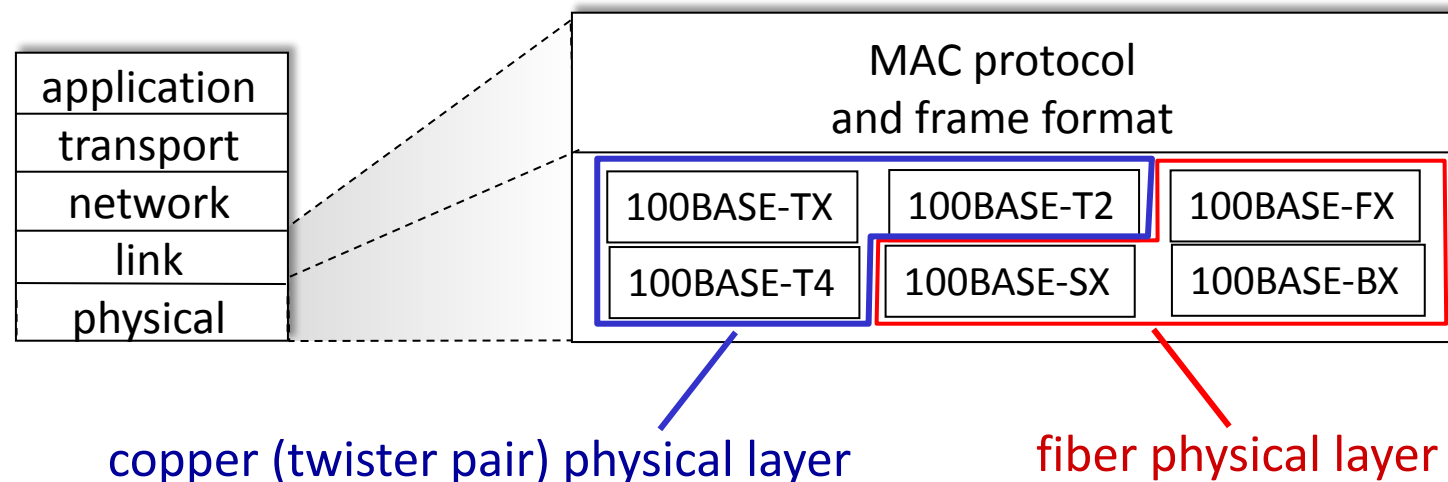 application
transport
network
link
physical
MAC protocol
and frame format
100BASE-TX
100BASE-T2
100BASE-FX
100BASE-T4
100BASE-SX
100BASE-BX
copper (twister pair) physical layer
fiber physical layer